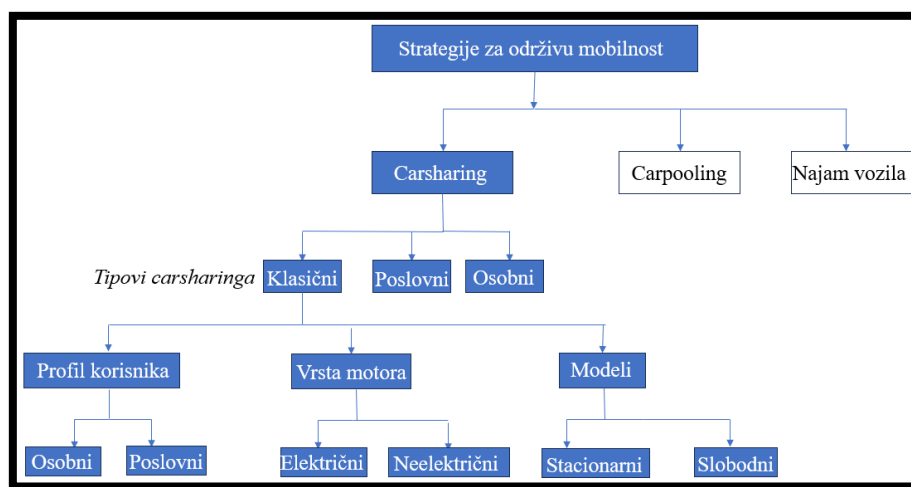 Strategije za održivu mobilnost
Carsharing
Carpooling
Najam vozila
Tipovi carsharinga
Klasični
Poslovni
Osobni
Profil korisnika
Vrsta motora
Modeli
Osobni
Poslovni
Električni
Neelektrični
Stacionarni
Slobodni